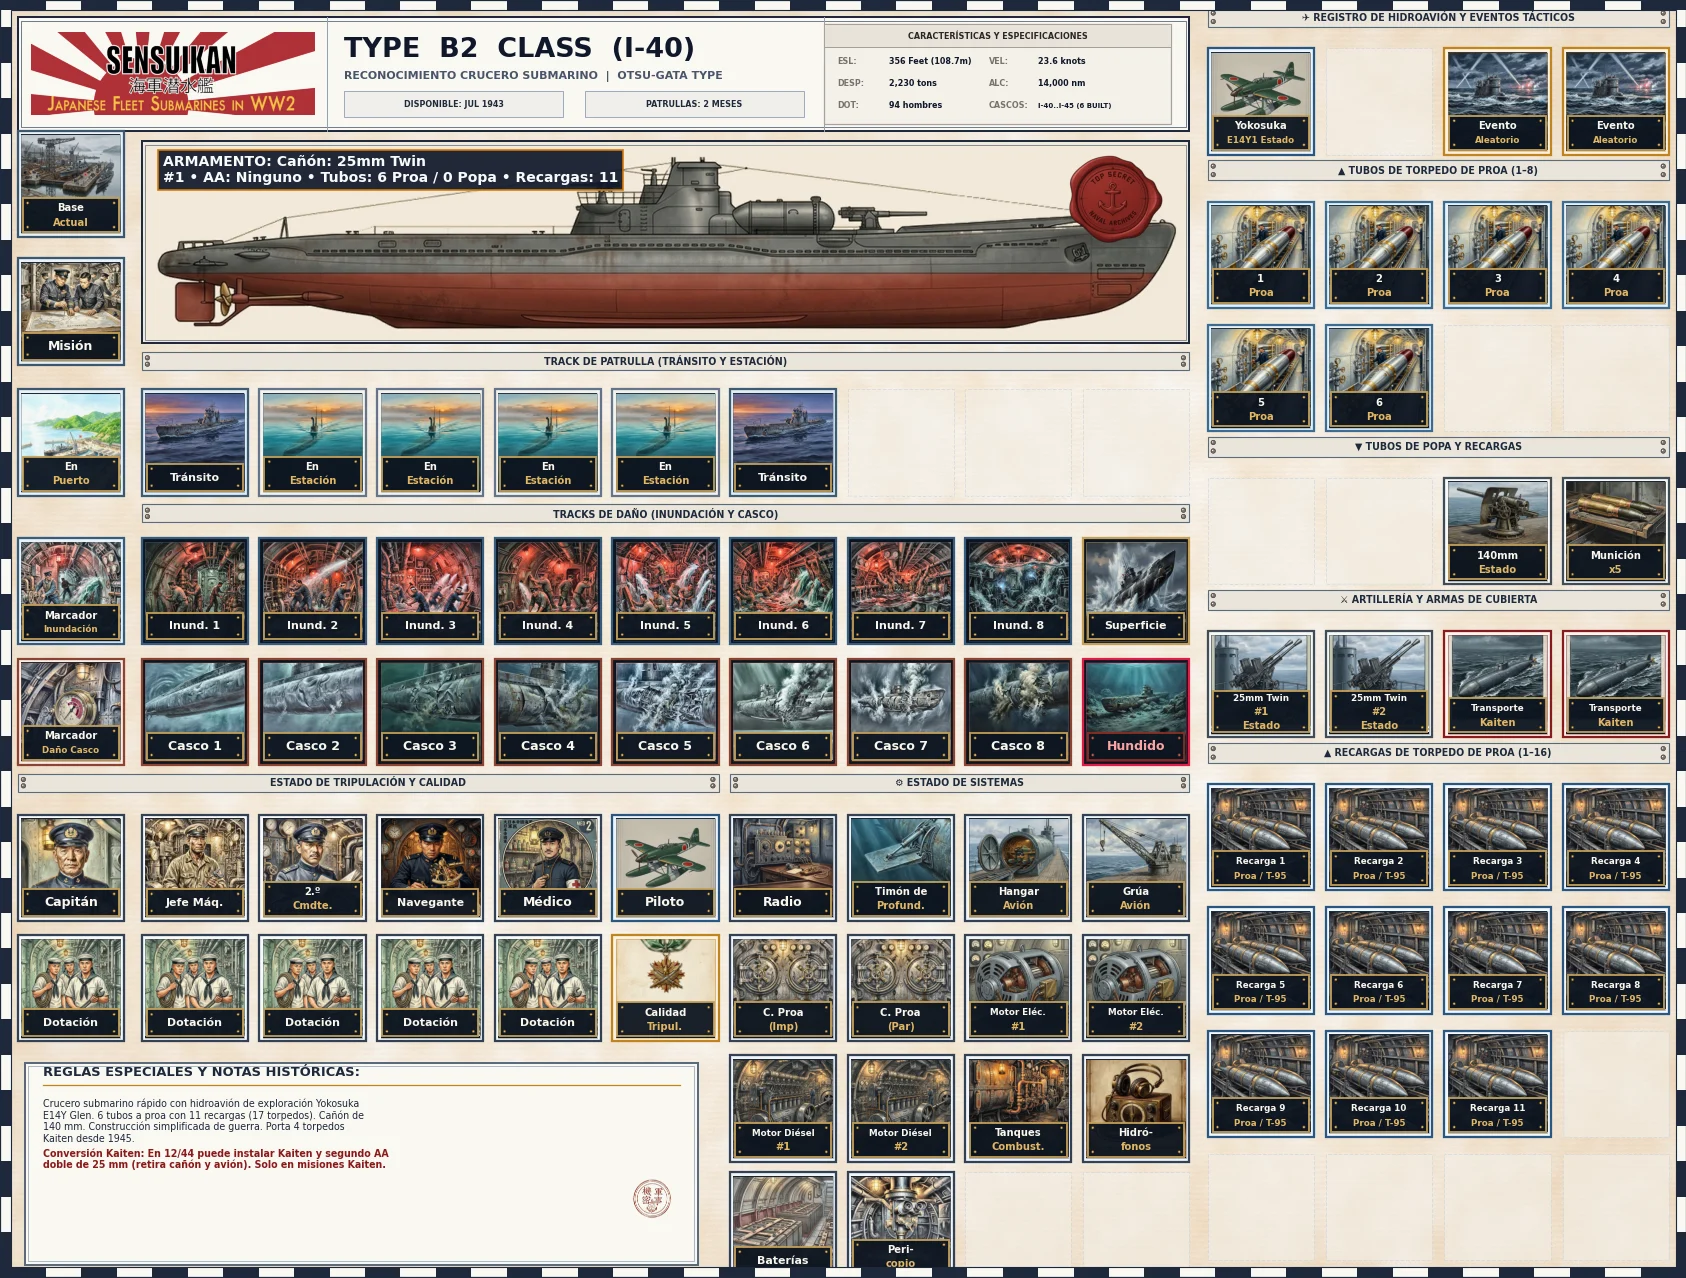 SENSUIKAN
海軍潜水艦
JAPANESE FLEET SUBMARINES IN WW2
TYPE B2 CLASS (I-40)
RECONOCIMIENTO CRUCERO SUBMARINO | OTSU-GATA TYPE
DISPONIBLE: JUL 1943
PATRULLAS: 2 MESES
CARACTERÍSTICAS Y ESPECIFICACIONES
ESL: 356 Feet (108.7m) VEL: 23.6 knots
DESP: 2,230 tons ALC: 14,000 nm
DOT: 94 hombres CASCOS: I-40..I-45 (6 BUILT)
Base
Actual
Misión
ARMAMENTO: Cañón: 25mm Twin
#1 • AA: Ninguno • Tubos: 6 Proa / 0 Popa • Recargas: 11
TOP SECRET
NAVAL ARCHIVES
TRACK DE PATRULLA (TRÁNSITO Y ESTACIÓN)
En
Puerto
Tránsito
En
Estación
En
Estación
En
Estación
En
Estación
Tránsito
TRACKS DE DAÑO (INUNDACIÓN Y CASCO)
Marcador
Inundación
Inund. 1
Inund. 2
Inund. 3
Inund. 4
Inund. 5
Inund. 6
Inund. 7
Inund. 8
Superficie
Marcador
Daño Casco
Casco 1
Casco 2
Casco 3
Casco 4
Casco 5
Casco 6
Casco 7
Casco 8
Hundido
ESTADO DE TRIPULACIÓN Y CALIDAD
Capitán
Jefe Máq.
2.º
Cmdte.
Navegante
Médico
Piloto
Dotación
Dotación
Dotación
Dotación
Dotación
Calidad
Tripul.
⚙ ESTADO DE SISTEMAS
Radio
Timón de
Profund.
Hangar
Avión
Grúa
Avión
C. Proa
(Imp)
C. Proa
(Par)
Motor Eléc.
#1
Motor Eléc.
#2
Motor Diésel
#1
Motor Diésel
#2
Tanques
Combust.
Hidró-
fonos
Baterías
Peri-
copio
REGLAS ESPECIALES Y NOTAS HISTÓRICAS:
Crucero submarino rápido con hidroavión de exploración Yokosuka
E14Y Glen. 6 tubos a proa con 11 recargas (17 torpedos). Cañón de
140 mm. Construcción simplificada de guerra. Porta 4 torpedos
Kaiten desde 1945.
Conversión Kaiten: En 12/44 puede instalar Kaiten y segundo AA
doble de 25 mm (retira cañón y avión). Solo en misiones Kaiten.
✈ REGISTRO DE HIDROAVIÓN Y EVENTOS TÁCTICOS
Yokosuka
E14Y1 Estado
Evento
Aleatorio
Evento
Aleatorio
▲ TUBOS DE TORPEDO DE PROA (1–8)
1
Proa
2
Proa
3
Proa
4
Proa
5
Proa
6
Proa
▼ TUBOS DE POPA Y RECARGAS
140mm
Estado
Munición
x5
⚔ ARTILLERÍA Y ARMAS DE CUBIERTA
25mm Twin
#1
Estado
25mm Twin
#2
Estado
Transporte
Kaiten
Transporte
Kaiten
▲ RECARGAS DE TORPEDO DE PROA (1–16)
Recarga 1
Proa / T-95
Recarga 2
Proa / T-95
Recarga 3
Proa / T-95
Recarga 4
Proa / T-95
Recarga 5
Proa / T-95
Recarga 6
Proa / T-95
Recarga 7
Proa / T-95
Recarga 8
Proa / T-95
Recarga 9
Proa / T-95
Recarga 10
Proa / T-95
Recarga 11
Proa / T-95